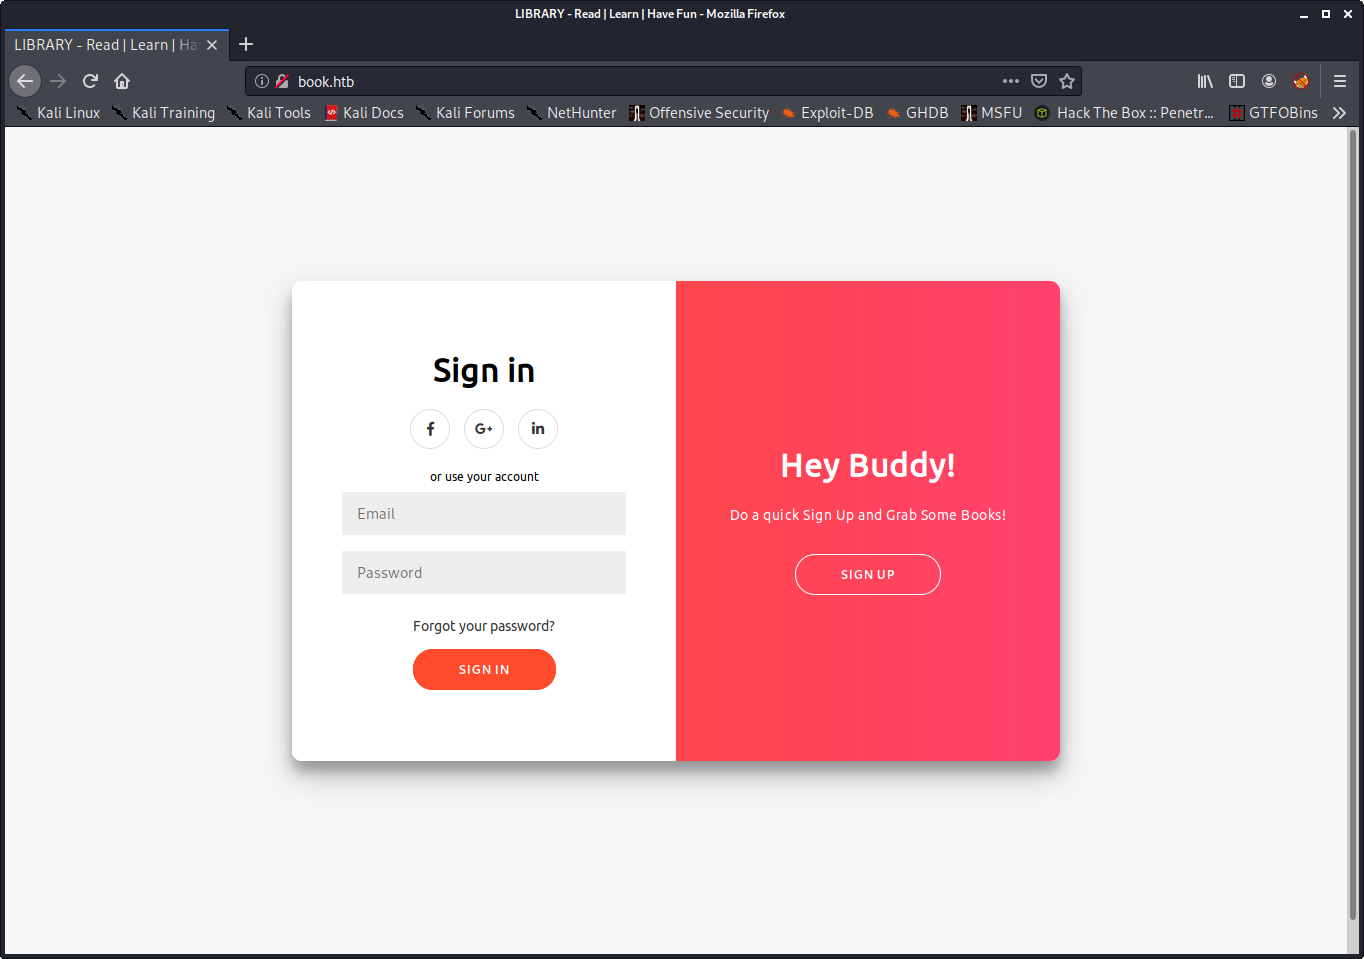 LIBRARY - Read | Learn | Have Fun - Mozilla Firefox
LIBRARY - Read | Learn | Ha
book.htb
Kali Linux Kali Training Kali Tools Kali Docs Kali Forums NetHunter Offensive Security Exploit-DB GHDB MSFU Hack The Box :: Penetr... GTFOBins
Sign in
f G+ in
or use your account
Email
Password
Forgot your password?
SIGN IN
Hey Buddy!
Do a quick Sign Up and Grab Some Books!
SIGN UP